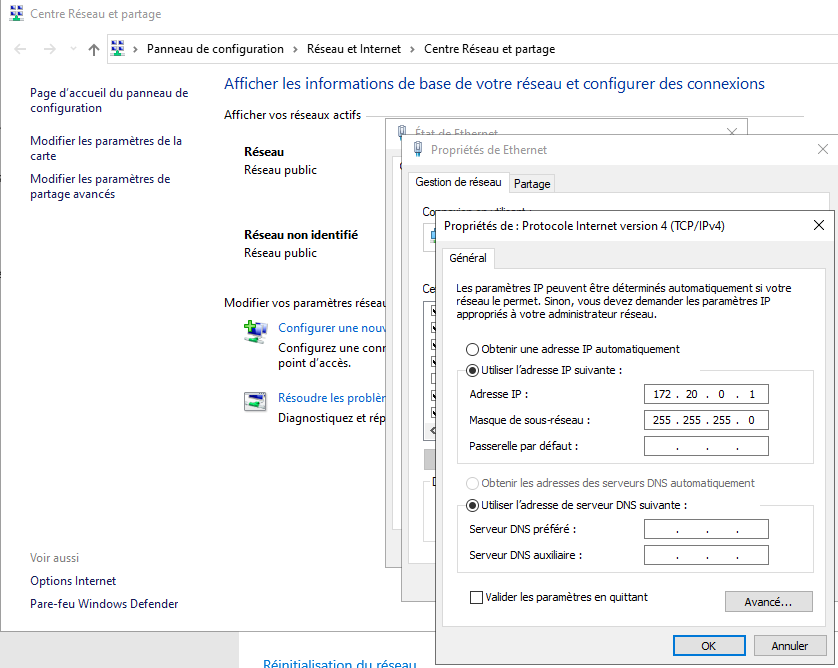 Centre Réseau et partage
Panneau de configuration > Réseau et Internet > Centre Réseau et partage
Page d'accueil du panneau de
configuration
Modifier les paramètres de la
carte
Modifier les paramètres de
partage avancés
Voir aussi
Options Internet
Pare-feu Windows Defender
Afficher les informations de base de votre réseau et configurer des connexions
Afficher vos réseaux actifs
Réseau
Réseau public
Réseau non identifié
Réseau public
Modifier vos paramètres réseau
Configurer une nouv
Configurez une conr
point d'accès.
Résoudre les problèr
Diagnostiquez et rép
Réinitialisation du réseau
État de Ethernet
Propriétés de Ethernet
Gestion de réseau
Partage
Connexion en utilisant
Ce
Propriétés de : Protocole Internet version 4 (TCP/IPv4)
Général
Les paramètres IP peuvent être déterminés automatiquement si votre
réseau le permet. Sinon, vous devez demander les paramètres IP
appropriés à votre administrateur réseau.
Obtenir une adresse IP automatiquement
Utiliser l'adresse IP suivante :
Adresse IP : 172 . 20 . 0 . 1
Masque de sous-réseau : 255 . 255 . 255 . 0
Passerelle par défaut : . . .
Obtenir les adresses des serveurs DNS automatiquement
Utiliser l'adresse de serveur DNS suivante :
Serveur DNS préféré : . . .
Serveur DNS auxiliaire : . . .
Valider les paramètres en quittant
Avancé...
OK
Annuler